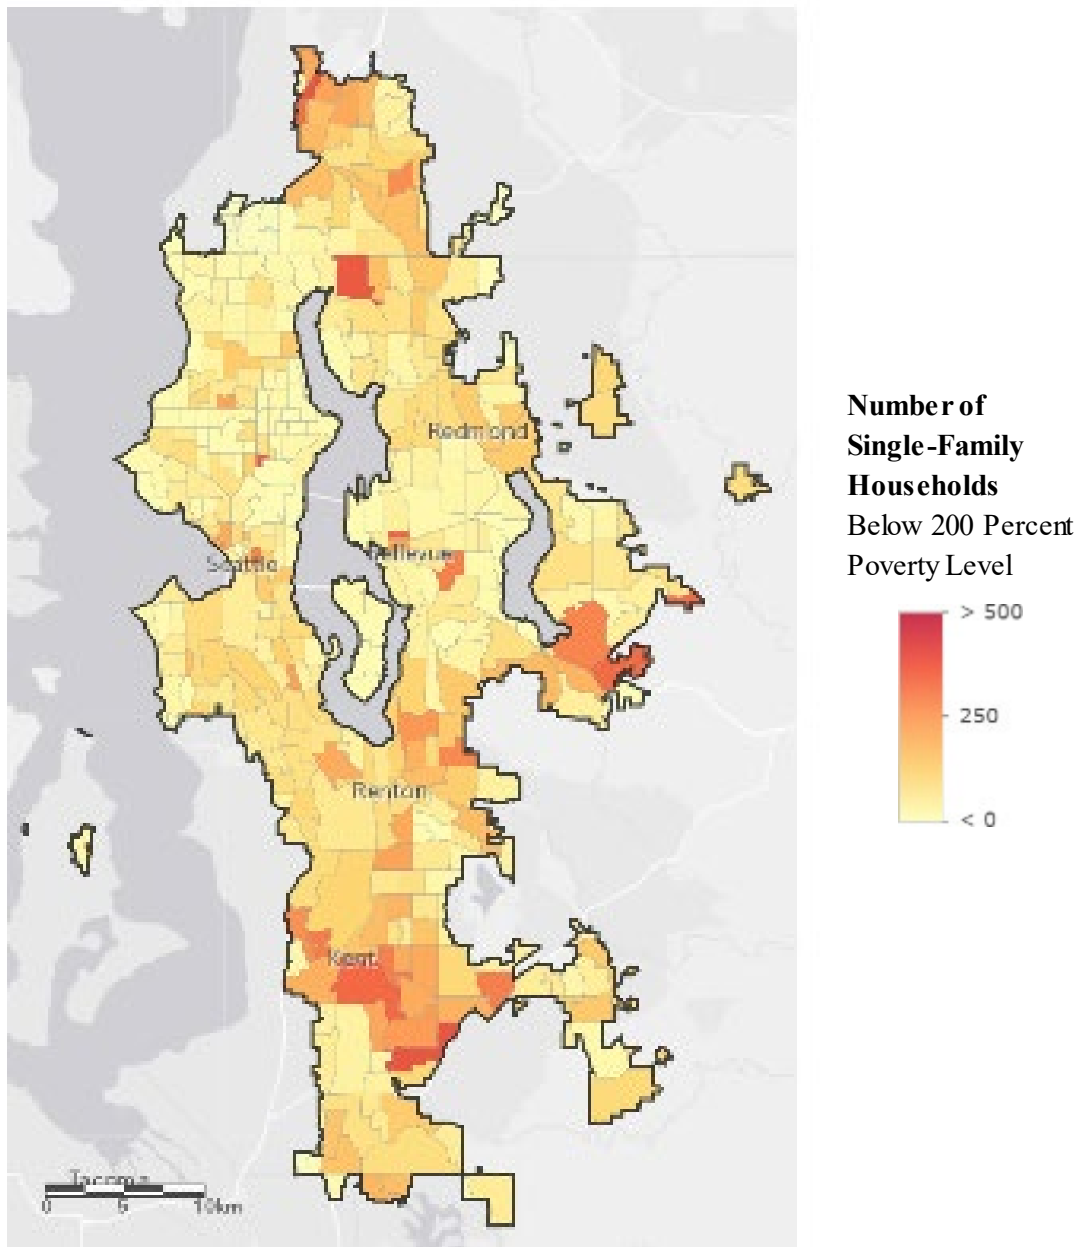 Redmond
Bellevue
Seattle
Renton
Kent
Tacoma
0 5 10km
Number of
Single-Family
Households
Below 200 Percent
Poverty Level
> 500
250
< 0